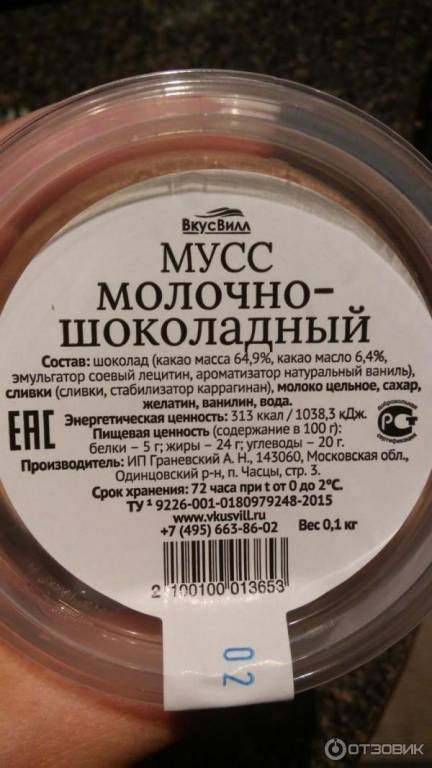 ВкусВилл
МУСС
МОЛОЧНО-
ШОКОЛАДНЫЙ
Состав: шоколад (какао масса 64,9%, какао масло 6,4%,
эмульгатор соевый лецитин, ароматизатор натуральный ваниль),
сливки (сливки, стабилизатор каррагинан), молоко цельное, сахар,
желатин, ванилин, вода.
Энергетическая ценность: 313 ккал / 1038,3 кДж.
Пищевая ценность (содержание в 100 г):
белки – 5 г; жиры – 24 г; углеводы – 20 г.
ЕАС
добровольная
РСТ
сертификация
Производитель: ИП Граневский А. Н., 143060, Московская обл.,
Одинцовский р-н, п. Часцы, стр. 3.
Срок хранения: 72 часа при t от 0 до 2°С.
ТУ ¹ 9226-001-0180979248-2015
www.vkusvill.ru
+7 (495) 663-86-02
Вес 0,1 кг
2 100100 013653
02
ОТЗОВИК